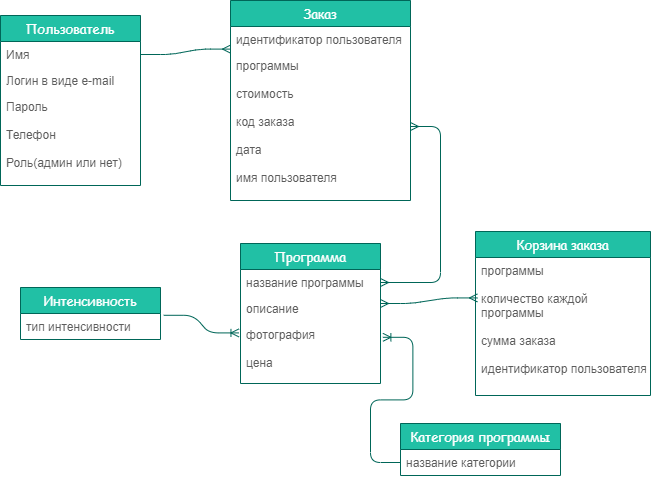 Пользователь
Имя
Логин в виде e-mail
Пароль
Телефон
Роль(админ или нет)
Заказ
идентификатор пользователя
программы
стоимость
код заказа
дата
имя пользователя
Программа
название программы
описание
фотография
цена
Корзина заказа
программы
количество каждой
программы
сумма заказа
идентификатор пользователя
Интенсивность
тип интенсивности
Категория программы
название категории